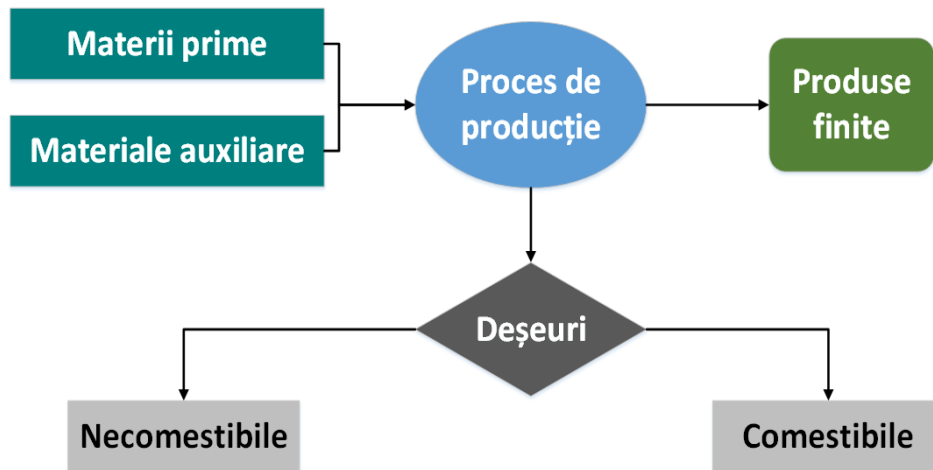 Materii prime
Materiale auxiliare
Proces de
producție
Produse
finite
Deșeuri
Necomestibile
Comestibile